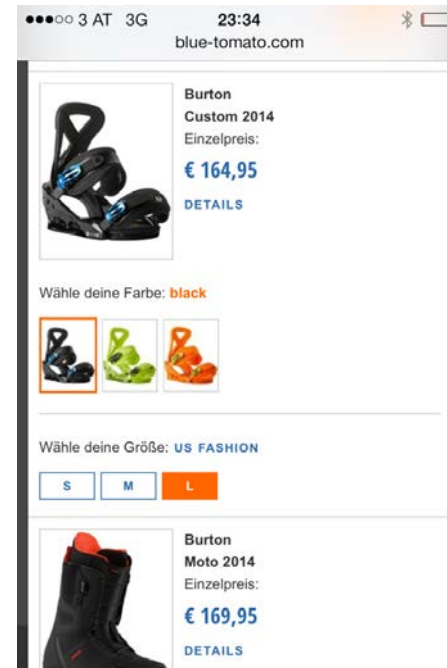 3 AT 3G 23:34
blue-tomato.com
Burton
Custom 2014
Einzelpreis:
€ 164,95
DETAILS
Wähle deine Farbe: black
Wähle deine Größe: US FASHION
S M L
Burton
Moto 2014
Einzelpreis:
€ 169,95
DETAILS